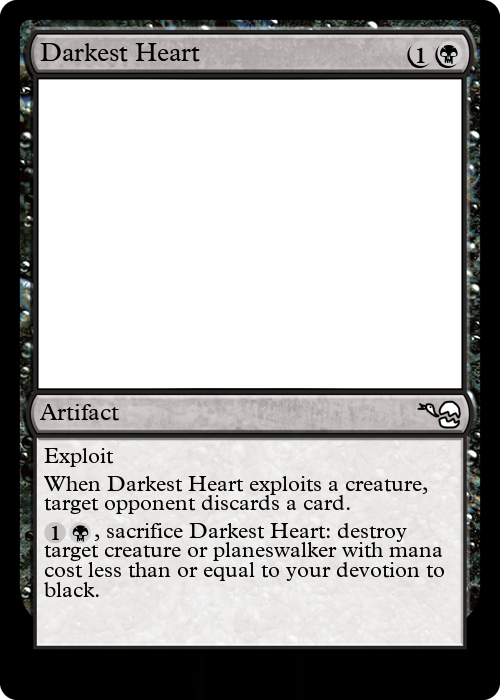 Darkest Heart 1
Artifact
Exploit
When Darkest Heart exploits a creature,
target opponent discards a card.
1 , sacrifice Darkest Heart: destroy
target creature or planeswalker with mana
cost less than or equal to your devotion to
black.